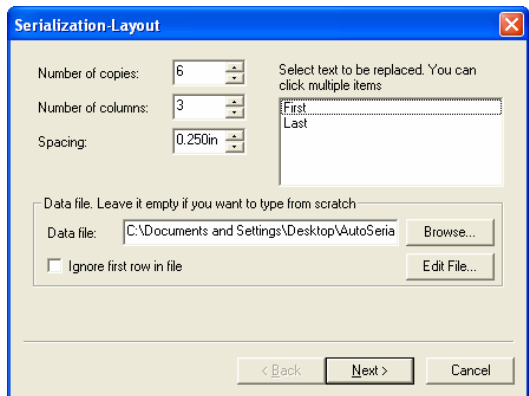 Serialization-Layout
Number of copies:
6
Number of columns:
3
Spacing:
0.250in
Select text to be replaced. You can
click multiple items
First
Last
Data file. Leave it empty if you want to type from scratch
Data file:
C:\Documents and Settings\Desktop\AutoSeria
Browse...
Ignore first row in file
Edit File...
< Back
Next >
Cancel